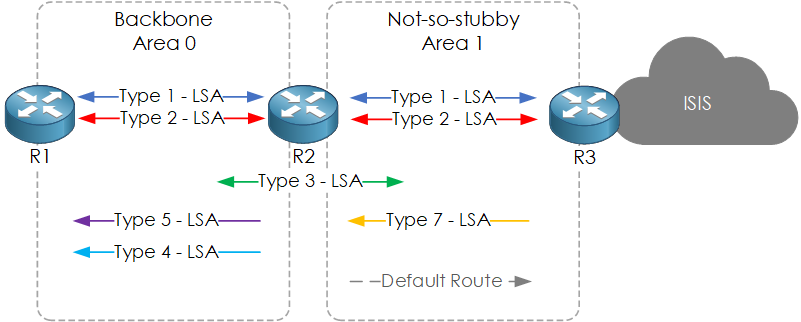 Backbone
Area 0
Not-so-stubby
Area 1
Type 1 - LSA
Type 1 - LSA
Type 2 - LSA
Type 2 - LSA
ISIS
R1
R2
R3
Type 3 - LSA
Type 5 - LSA
Type 7 - LSA
Type 4 - LSA
Default Route